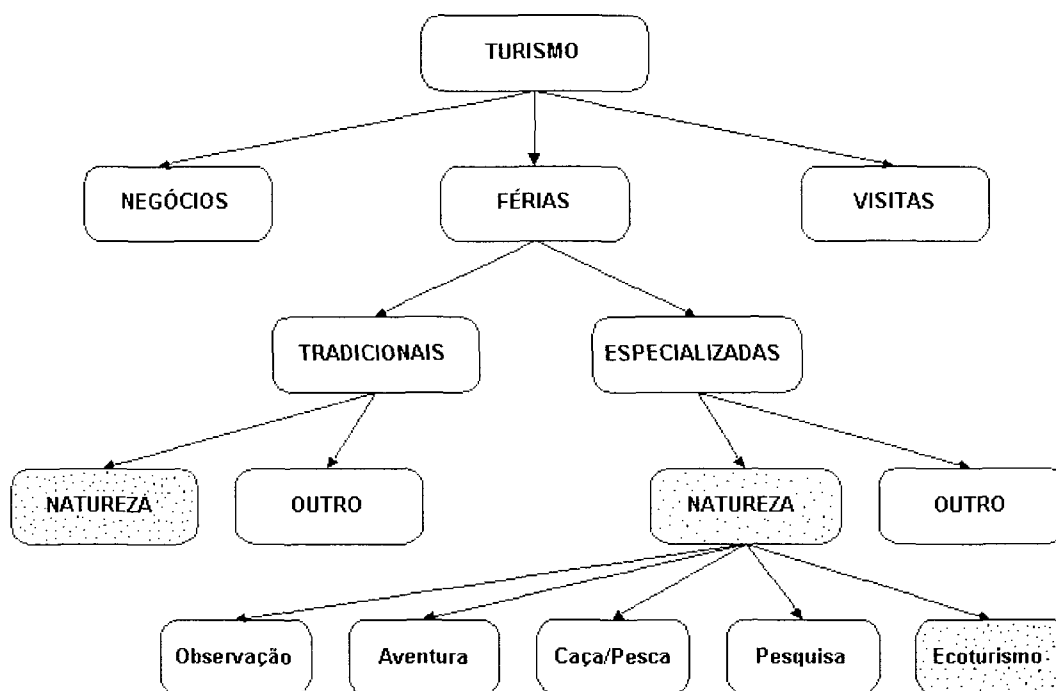 TURISMO
NEGÓCIOS
FÉRIAS
VISITAS
TRADICIONAIS
ESPECIALIZADAS
NATUREZA
OUTRO
NATUREZA
OUTRO
Observação
Aventura
Caça/Pesca
Pesquisa
Ecoturismo